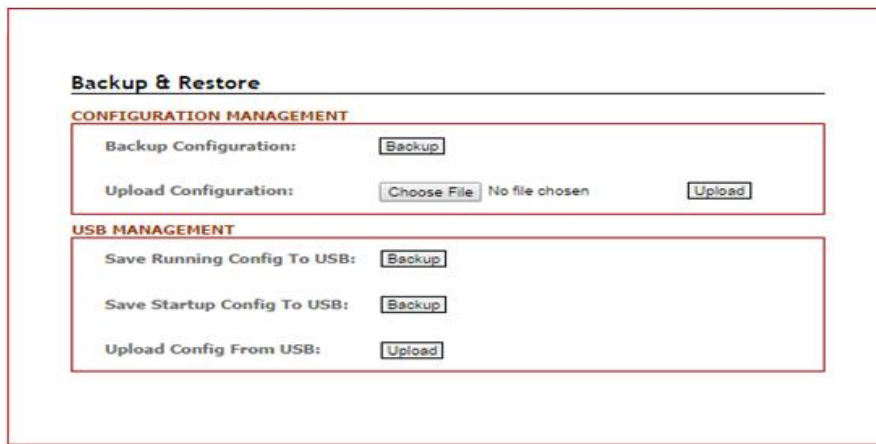 Backup & Restore
CONFIGURATION MANAGEMENT
Backup Configuration: Backup
Upload Configuration: Choose File No file chosen Upload
USB MANAGEMENT
Save Running Config To USB: Backup
Save Startup Config To USB: Backup
Upload Config From USB: Upload